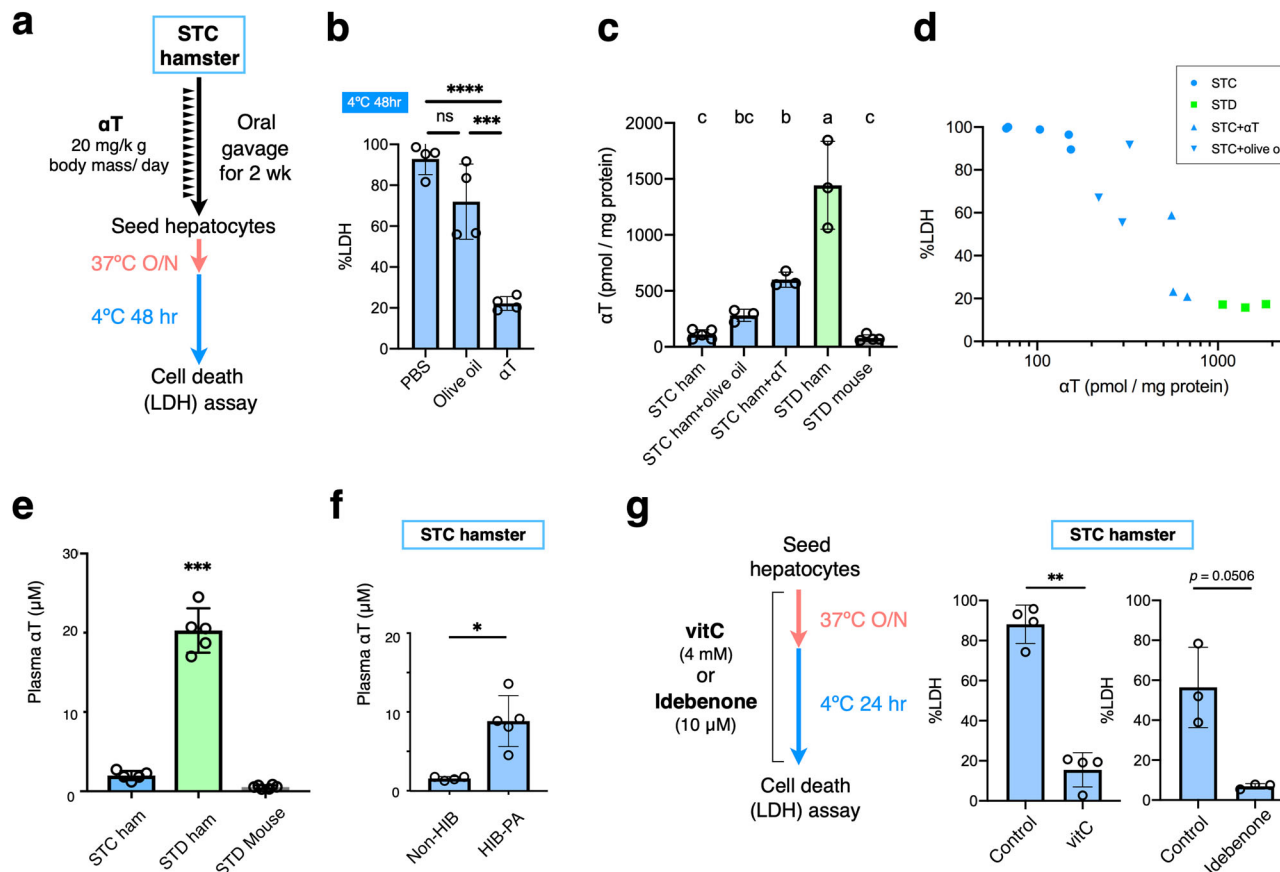 a
STC
hamster
αT
20 mg/k g
body mass/ day
Oral
gavage
for 2 wk
Seed hepatocytes
37ºC O/N
4ºC 48 hr
Cell death
(LDH) assay
b
4ºC 48hr
****
ns
***
%LDH
100
80
60
40
20
0
PBS
Olive oil
αT
c
αT (pmol / mg protein)
c
bc
b
a
c
2000
1500
1000
500
0
STC ham
STC ham+olive oil
STC ham+αT
STD ham
STD mouse
d
STC
STD
STC+αT
STC+olive o
%LDH
100
80
60
40
20
0
100
1000
αT (pmol / mg protein)
e
Plasma αT (μM)
***
30
20
10
0
STC ham
STD ham
STD Mouse
f
STC hamster
Plasma αT (μM)
*
20
10
0
Non-HIB
HIB-PA
g
Seed
hepatocytes
vitC
(4 mM)
or
Idebenone
(10 μM)
37ºC O/N
4ºC 24 hr
Cell death
(LDH) assay
STC hamster
**
%LDH
100
80
60
40
20
0
Control
vitC
p = 0.0506
%LDH
100
80
60
40
20
0
Control
Idebenone